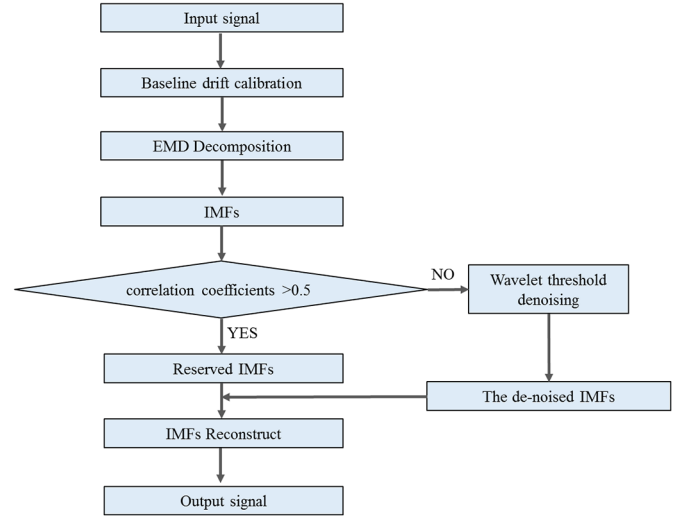 Input signal
Baseline drift calibration
EMD Decomposition
IMFs
correlation coefficients >0.5
NO
Wavelet threshold
denoising
YES
Reserved IMFs
The de-noised IMFs
IMFs Reconstruct
Output signal